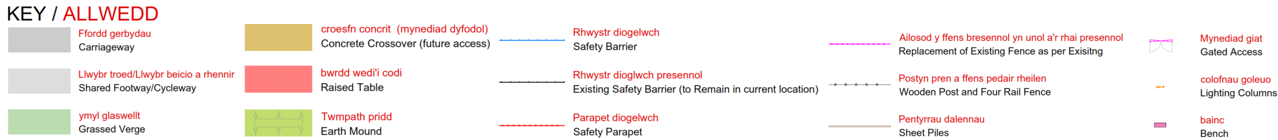 KEY / ALLWEDD
Ffordd gerbydau
Carriageway
Llwybr troed/Llwybr beicio a rhennir
Shared Footway/Cycleway
ymyl glaswellt
Grassed Verge
croesfn concrit (mynediad dyfodol)
Concrete Crossover (future access)
bwrdd wedi'i codi
Raised Table
Twmpath pridd
Earth Mound
Rhwystr diogelwch
Safety Barrier
Rhwystr dioglwch presennol
Existing Safety Barrier (to Remain in current location)
Parapet diogelwch
Safety Parapet
Ailosod y ffens bresennol yn unol a'r rhai presennol
Replacement of Existing Fence as per Exisitng
Postyn pren a ffens pedair rheilen
Wooden Post and Four Rail Fence
Pentyrrau dalennau
Sheet Piles
Mynediad giat
Gated Access
colofnau goleuo
Lighting Columns
bainc
Bench